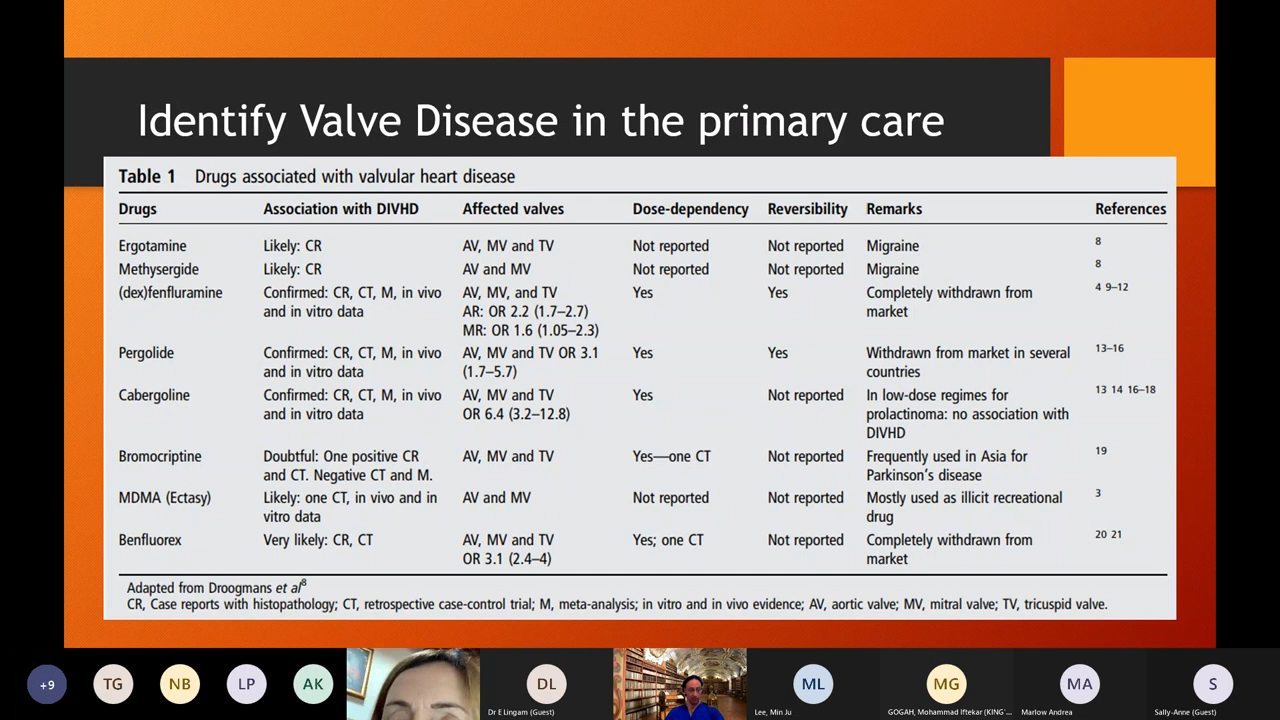 Identify Valve Disease in the primary care
Table 1 Drugs associated with valvular heart disease
Drugs Association with DIVHD Affected valves Dose-dependency Reversibility Remarks References
Ergotamine Likely: CR AV, MV and TV Not reported Not reported Migraine 8
Methysergide Likely: CR AV and MV Not reported Not reported Migraine 8
(dex)fenfluramine Confirmed: CR, CT, M, in vivo AV, MV, and TV Yes Yes Completely withdrawn from 4 9–12
and in vitro data AR: OR 2.2 (1.7–2.7) market
MR: OR 1.6 (1.05–2.3)
Pergolide Confirmed: CR, CT, M, in vivo AV, MV and TV OR 3.1 Yes Yes Withdrawn from market in several 13–16
and in vitro data (1.7–5.7) countries
Cabergoline Confirmed: CR, CT, M, in vivo AV, MV and TV Yes Not reported In low-dose regimes for 13 14 16–18
and in vitro data OR 6.4 (3.2–12.8) prolactinoma: no association with
DIVHD
Bromocriptine Doubtful: One positive CR AV, MV and TV Yes—one CT Not reported Frequently used in Asia for 19
and CT. Negative CT and M. Parkinson's disease
MDMA (Ectasy) Likely: one CT, in vivo and in AV and MV Not reported Not reported Mostly used as illicit recreational 3
vitro data drug
Benfluorex Very likely: CR, CT AV, MV and TV Yes; one CT Not reported Completely withdrawn from 20 21
OR 3.1 (2.4–4) market
Adapted from Droogmans et al8
CR, Case reports with histopathology; CT, retrospective case-control trial; M, meta-analysis; in vitro and in vivo evidence; AV, aortic valve; MV, mitral valve; TV, tricuspid valve.
+9 TG NB LP AK DL ML MG MA S
Dr E Lingam (Guest) Lee, Min Ju GOGAH, Mohammad Iftekar (KING'... Marlow Andrea Sally-Anne (Guest)